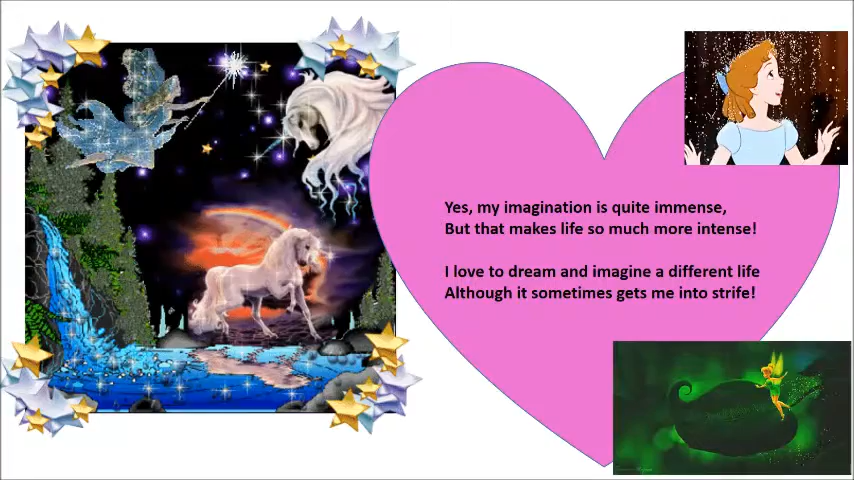 Yes, my imagination is quite immense,
But that makes life so much more intense!
I love to dream and imagine a different life
Although it sometimes gets me into strife!